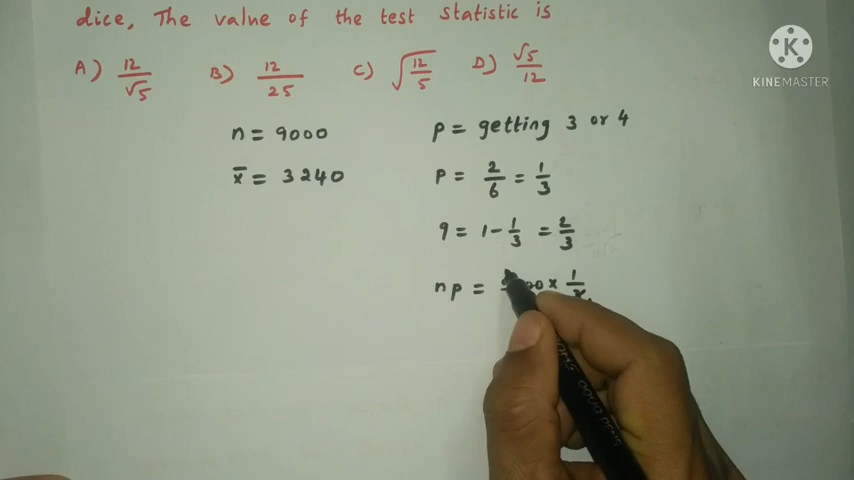 dice, The value of the test statistic is
A) 12/√5 B) 12/25 C) √(12/5) D) √5/12
n = 9000 p = getting 3 or 4
x̄ = 3240 p = 2/6 = 1/3
q = 1 - 1/3 = 2/3
np = × 1/
K
KINEMASTER